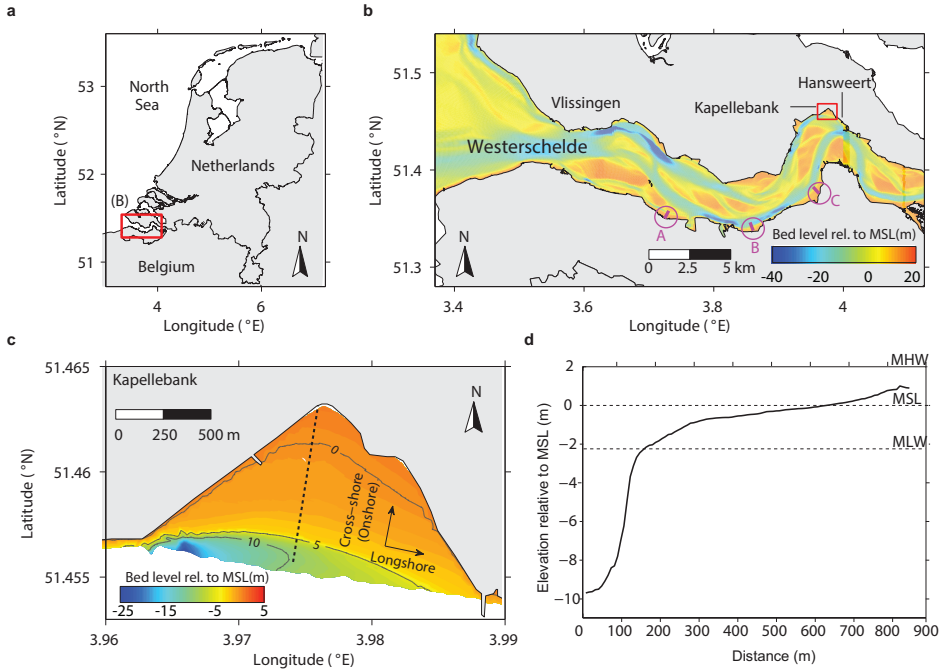 a
53
52
51
Latitude (°N)
North
Sea
Netherlands
(B)
Belgium
N
4
6
Longitude (°E)
b
51.5
51.4
51.3
Latitude (°N)
Vlissingen
Hansweert
Kapellebank
Westerschelde
A
B
C
N
0 2.5 5 km
Bed level rel. to MSL(m)
-40 -20 0 20
3.4 3.6 3.8 4
Longitude (°E)
c
51.465
51.46
51.455
Latitude (°N)
Kapellebank
0 250 500 m
N
0
5
10
Cross-shore
(Onshore)
Longshore
Bed level rel. to MSL(m)
-25 -15 -5 5
3.96 3.97 3.98 3.99
Longitude (°E)
d
2
0
−2
−4
−6
−8
−10
Elevation relative to MSL (m)
MHW
MSL
MLW
0 100 200 300 400 500 600 700 800 900
Distance (m)